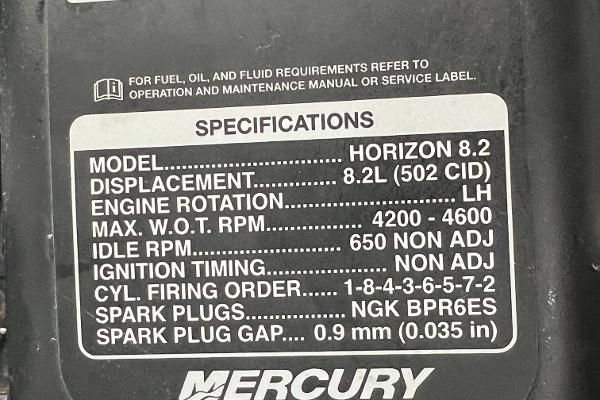 FOR FUEL, OIL, AND FLUID REQUIREMENTS REFER TO
OPERATION AND MAINTENANCE MANUAL OR SERVICE LABEL.
SPECIFICATIONS
MODEL............................ HORIZON 8.2
DISPLACEMENT............. 8.2L (502 CID)
ENGINE ROTATION........................... LH
MAX. W.O.T. RPM............... 4200 - 4600
IDLE RPM........................ 650 NON ADJ
IGNITION TIMING................... NON ADJ
CYL. FIRING ORDER...... 1-8-4-3-6-5-7-2
SPARK PLUGS................ NGK BPR6ES
SPARK PLUG GAP.... 0.9 mm (0.035 in)
MERCURY